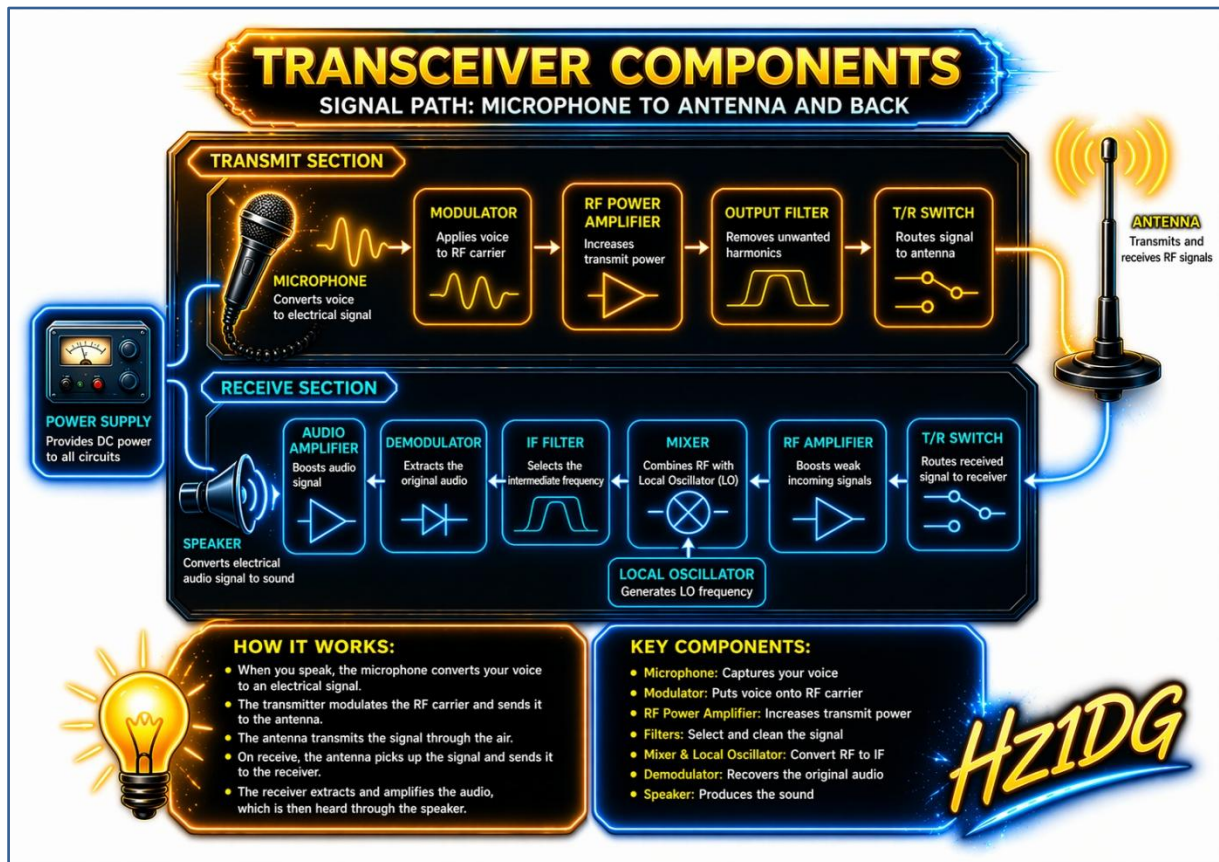 TRANSCEIVER COMPONENTS
SIGNAL PATH: MICROPHONE TO ANTENNA AND BACK
TRANSMIT SECTION
MICROPHONE
Converts voice
to electrical signal
MODULATOR
Applies voice
to RF carrier
RF POWER
AMPLIFIER
Increases
transmit power
OUTPUT FILTER
Removes unwanted
harmonics
T/R SWITCH
Routes signal
to antenna
ANTENNA
Transmits and
receives RF signals
POWER SUPPLY
Provides DC power
to all circuits
RECEIVE SECTION
SPEAKER
Converts electrical
audio signal to sound
AUDIO
AMPLIFIER
Boosts audio
signal
DEMODULATOR
Extracts the
original audio
IF FILTER
Selects the
intermediate frequency
MIXER
Combines RF with
Local Oscillator (LO)
LOCAL OSCILLATOR
Generates LO frequency
RF AMPLIFIER
Boosts weak
incoming signals
T/R SWITCH
Routes received
signal to receiver
HOW IT WORKS:
• When you speak, the microphone converts your voice
to an electrical signal.
• The transmitter modulates the RF carrier and sends it
to the antenna.
• The antenna transmits the signal through the air.
• On receive, the antenna picks up the signal and sends it
to the receiver.
• The receiver extracts and amplifies the audio,
which is then heard through the speaker.
KEY COMPONENTS:
• Microphone: Captures your voice
• Modulator: Puts voice onto RF carrier
• RF Power Amplifier: Increases transmit power
• Filters: Select and clean the signal
• Mixer & Local Oscillator: Convert RF to IF
• Demodulator: Recovers the original audio
• Speaker: Produces the sound
HZ1DG